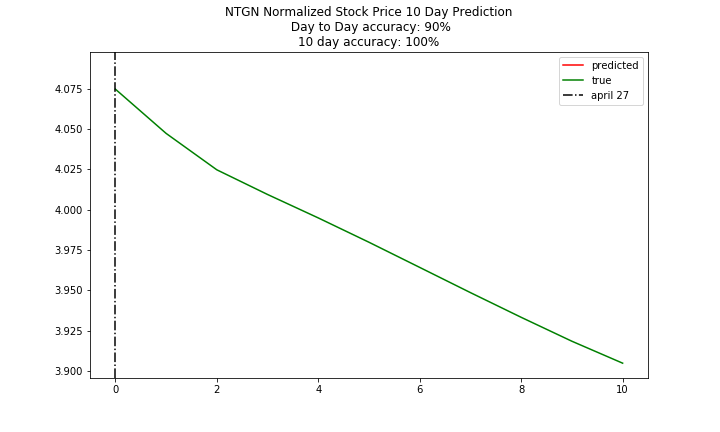 NTGN Normalized Stock Price 10 Day Prediction
Day to Day accuracy: 90%
10 day accuracy: 100%
predicted
true
april 27
4.075
4.050
4.025
4.000
3.975
3.950
3.925
3.900
0 2 4 6 8 10